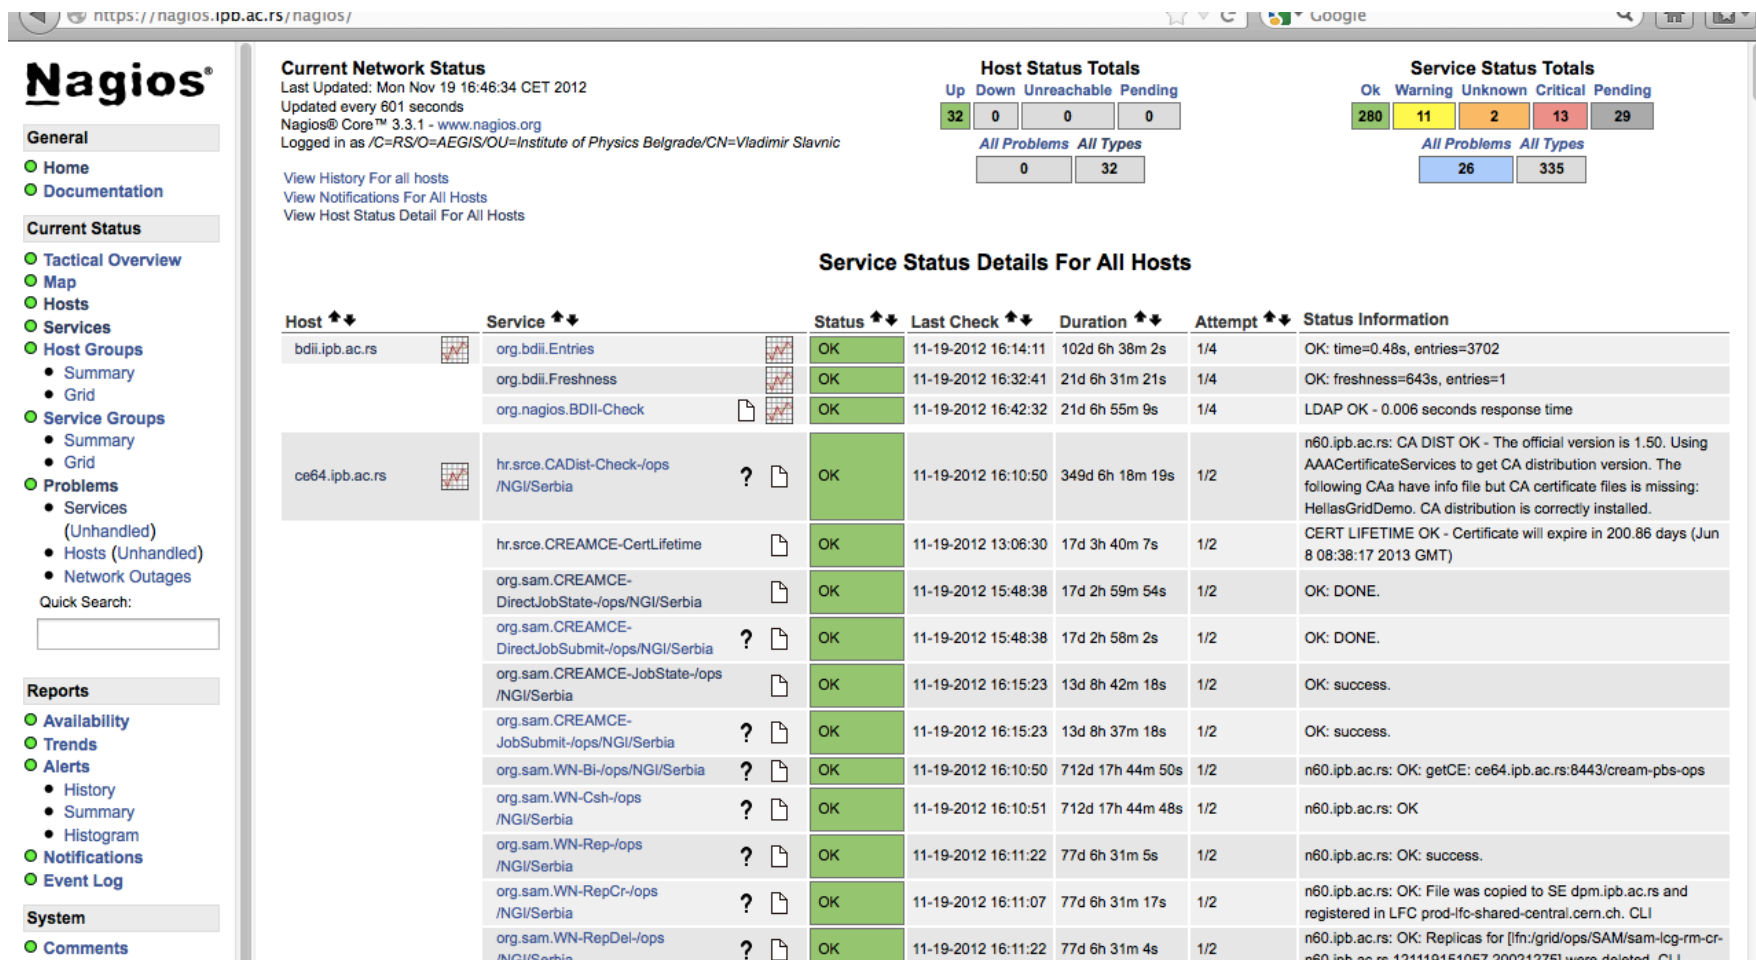 https://nagios.ipb.ac.rs/nagios/
Google
Nagios®
General
Home
Documentation
Current Status
Tactical Overview
Map
Hosts
Services
Host Groups
Summary
Grid
Service Groups
Summary
Grid
Problems
Services
(Unhandled)
Hosts (Unhandled)
Network Outages
Quick Search:
Reports
Availability
Trends
Alerts
History
Summary
Histogram
Notifications
Event Log
System
Comments
Current Network Status
Last Updated: Mon Nov 19 16:46:34 CET 2012
Updated every 601 seconds
Nagios® Core™ 3.3.1 - www.nagios.org
Logged in as /C=RS/O=AEGIS/OU=Institute of Physics Belgrade/CN=Vladimir Slavnic
View History For all hosts
View Notifications For All Hosts
View Host Status Detail For All Hosts
Host Status Totals
Up Down Unreachable Pending
32 0 0 0
All Problems All Types
0 32
Service Status Totals
Ok Warning Unknown Critical Pending
280 11 2 13 29
All Problems All Types
26 335
Service Status Details For All Hosts
Host Service Status Last Check Duration Attempt Status Information
bdii.ipb.ac.rs org.bdii.Entries OK 11-19-2012 16:14:11 102d 6h 38m 2s 1/4 OK: time=0.48s, entries=3702
org.bdii.Freshness OK 11-19-2012 16:32:41 21d 6h 31m 21s 1/4 OK: freshness=643s, entries=1
org.nagios.BDII-Check OK 11-19-2012 16:42:32 21d 6h 55m 9s 1/4 LDAP OK - 0.006 seconds response time
ce64.ipb.ac.rs
hr.srce.CADist-Check-/ops
/NGI/Serbia
? OK 11-19-2012 16:10:50 349d 6h 18m 19s 1/2
n60.ipb.ac.rs: CA DIST OK - The official version is 1.50. Using
AAACertificateServices to get CA distribution version. The
following CAa have info file but CA certificate files is missing:
HellasGridDemo. CA distribution is correctly installed.
hr.srce.CREAMCE-CertLifetime OK 11-19-2012 13:06:30 17d 3h 40m 7s 1/2
CERT LIFETIME OK - Certificate will expire in 200.86 days (Jun
8 08:38:17 2013 GMT)
org.sam.CREAMCE-
DirectJobState-/ops/NGI/Serbia
OK 11-19-2012 15:48:38 17d 2h 59m 54s 1/2 OK: DONE.
org.sam.CREAMCE-
DirectJobSubmit-/ops/NGI/Serbia
? OK 11-19-2012 15:48:38 17d 2h 58m 2s 1/2 OK: DONE.
org.sam.CREAMCE-JobState-/ops
/NGI/Serbia
OK 11-19-2012 16:15:23 13d 8h 42m 18s 1/2 OK: success.
org.sam.CREAMCE-
JobSubmit-/ops/NGI/Serbia
? OK 11-19-2012 16:15:23 13d 8h 37m 18s 1/2 OK: success.
org.sam.WN-Bi-/ops/NGI/Serbia ? OK 11-19-2012 16:10:50 712d 17h 44m 50s 1/2 n60.ipb.ac.rs: OK: getCE: ce64.ipb.ac.rs:8443/cream-pbs-ops
org.sam.WN-Csh-/ops
/NGI/Serbia
? OK 11-19-2012 16:10:51 712d 17h 44m 48s 1/2 n60.ipb.ac.rs: OK
org.sam.WN-Rep-/ops
/NGI/Serbia
? OK 11-19-2012 16:11:22 77d 6h 31m 5s 1/2 n60.ipb.ac.rs: OK: success.
org.sam.WN-RepCr-/ops
/NGI/Serbia
? OK 11-19-2012 16:11:07 77d 6h 31m 17s 1/2
n60.ipb.ac.rs: OK: File was copied to SE dpm.ipb.ac.rs and
registered in LFC prod-lfc-shared-central.cern.ch. CLI
org.sam.WN-RepDel-/ops
/NGI/Serbia
? OK 11-19-2012 16:11:22 77d 6h 31m 4s 1/2
n60.ipb.ac.rs: OK: Replicas for [lfn:/grid/ops/SAM/sam-lcg-rm-cr-
n60.ipb.ac.rs.121119151057.20021275] were deleted. CLI